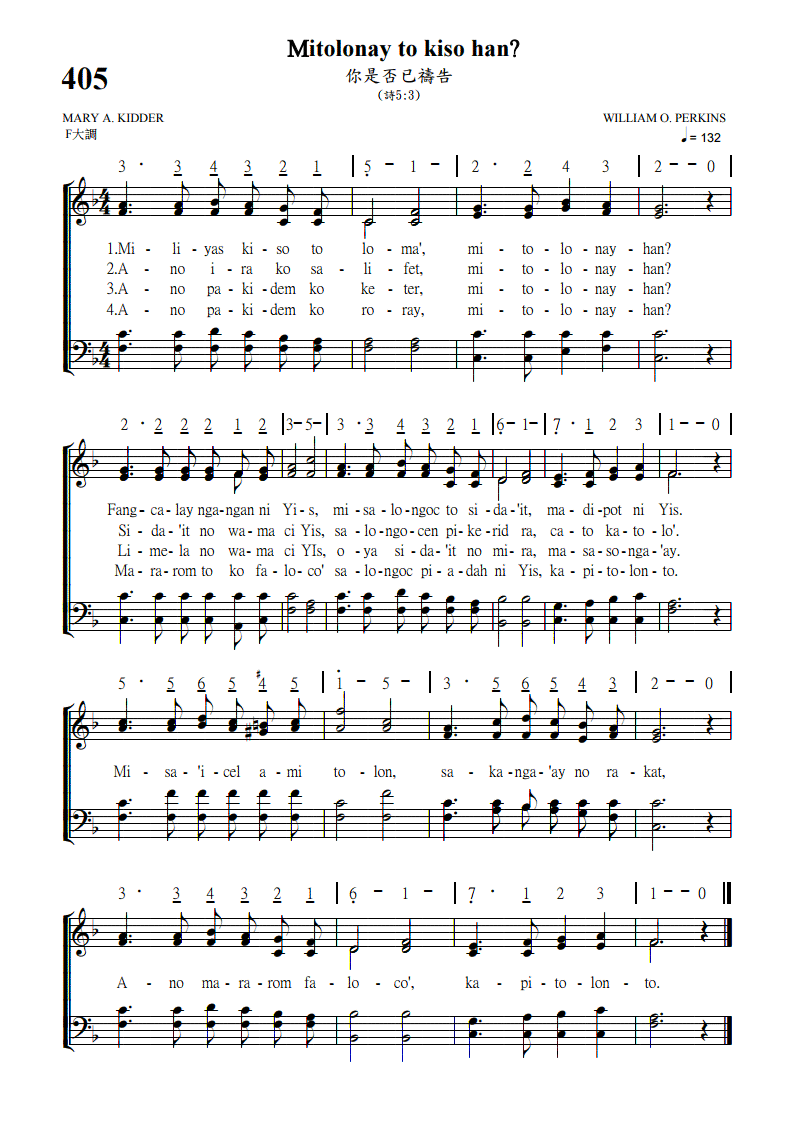 Mitolonay to kiso han?
405
你是否已禱告
(詩5:3)
MARY A. KIDDER
WILLIAM O. PERKINS
F大調
♩= 132
3 · 3 4 3 2 1 | 5 - 1 - | 2 · 2 4 3 | 2 - - 0 |
1.Mi - li - yas ki - so to lo - ma', mi - to - lo - nay - han?
2.A - no i - ra ko sa - li - fet, mi - to - lo - nay - han?
3.A - no pa - ki - dem ko ke - ter, mi - to - lo - nay - han?
4.A - no pa - ki - dem ko ro - ray, mi - to - lo - nay - han?
2 · 2 2 2 1 2 | 3 - 5 - | 3 · 3 4 3 2 1 | 6 - 1 - | 7 · 1 2 3 | 1 - - 0 |
Fang-ca-lay nga-ngan ni Yi-s, mi-sa-lo-ngoc to si-da'-it, ma-di-pot ni Yis.
Si-da-'it no wa-ma ci Yis, sa-lo-ngo-cen pi-ke-rid ra, ca-to ka-to-lo'.
Li-me-la no wa-ma ci YIs, o-ya si-da'-it no mi-ra, ma-sa-so-nga-'ay.
Ma-ra-rom to ko fa-lo-co' sa-lo-ngoc pi-a-dah ni Yis, ka-pi-to-lon-to.
5 · 5 6 5 #4 5 | 1 - 5 - | 3 · 5 6 5 4 3 | 2 - - 0 |
Mi - sa - 'i-cel a - mi to - lon, sa - ka-nga-'ay no ra - kat,
3 · 3 4 3 2 1 | 6 - 1 - | 7 · 1 2 3 | 1 - - 0
A - no ma - ra - rom fa - lo - co', ka - pi - to - lon - to.